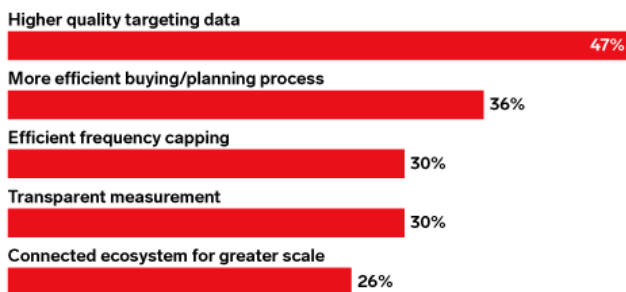 Higher quality targeting data
47%
More efficient buying/planning process
36%
Efficient frequency capping
30%
Transparent measurement
30%
Connected ecosystem for greater scale
26%